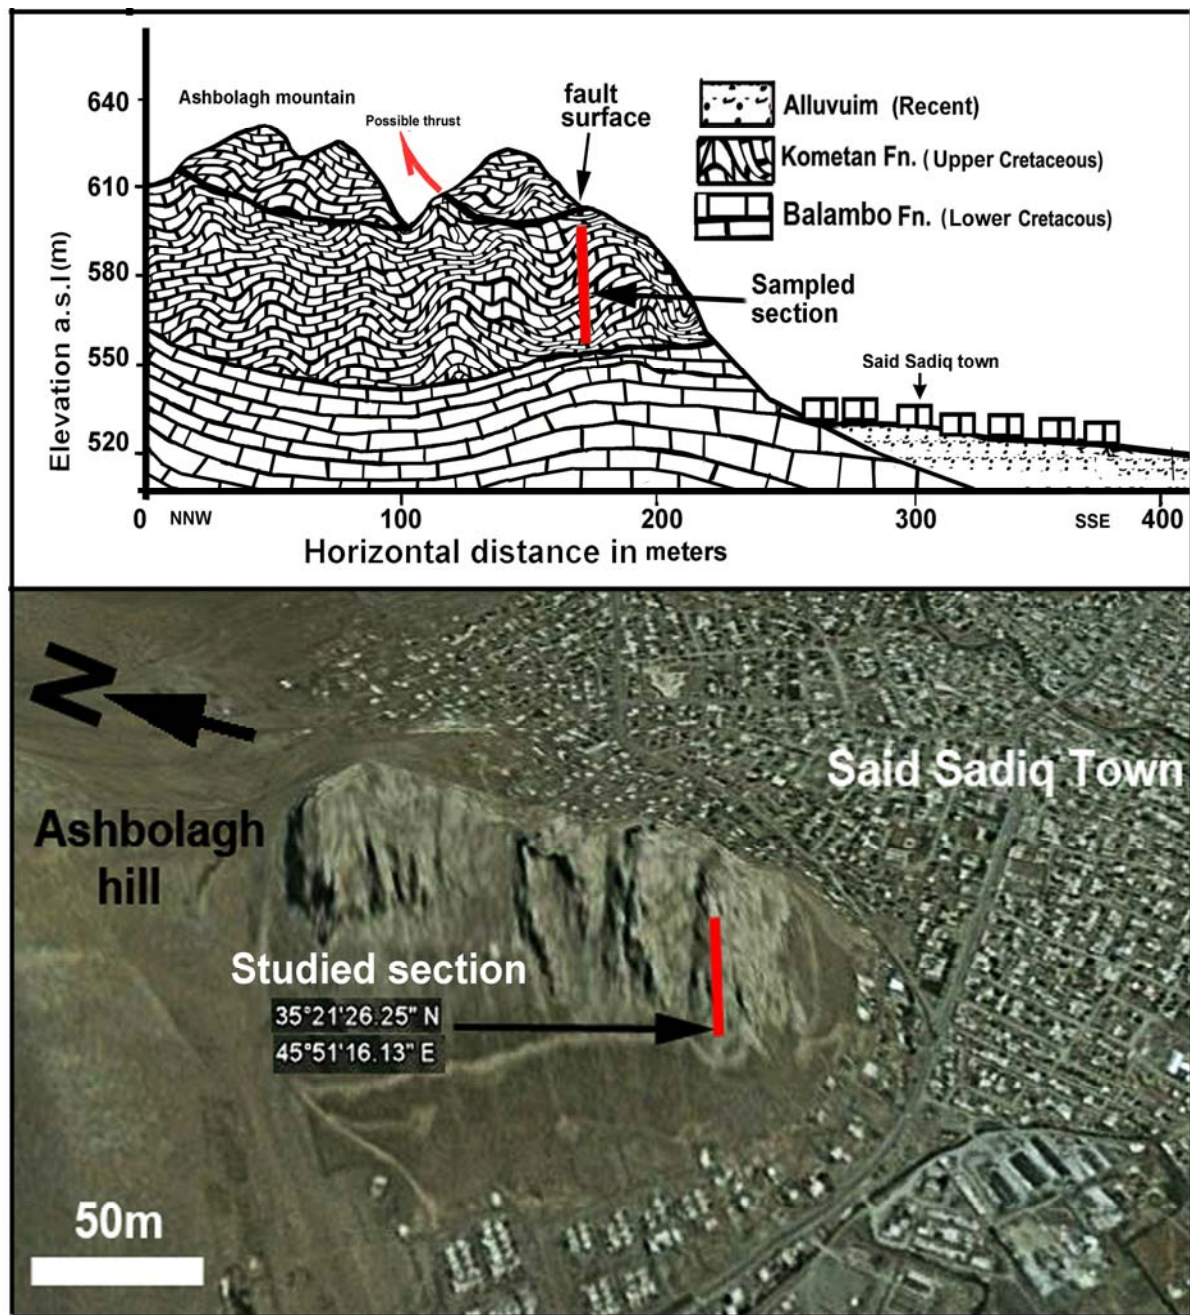 640
610
580
550
520
Elevation a.s.l (m)
Ashbolagh mountain
Possible thrust
fault
surface
Alluvuim (Recent)
Kometan Fn. (Upper Cretaceous)
Balambo Fn. (Lower Cretacous)
Sampled
section
Said Sadiq town
0 NNW 100 200 300 SSE 400
Horizontal distance in meters
N
Said Sadiq Town
Ashbolagh
hill
Studied section
35°21'26.25" N
45°51'16.13" E
50m